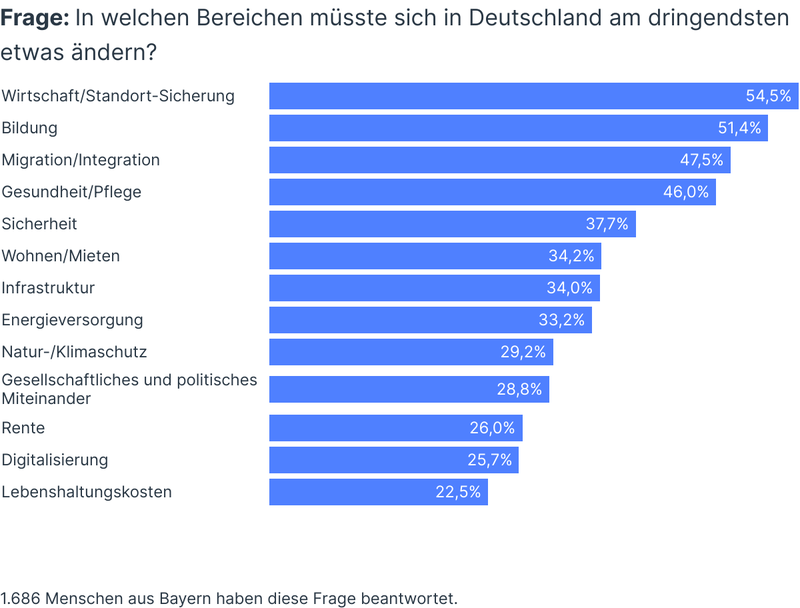 Frage: In welchen Bereichen müsste sich in Deutschland am dringendsten
etwas ändern?
Wirtschaft/Standort-Sicherung 54,5%
Bildung 51,4%
Migration/Integration 47,5%
Gesundheit/Pflege 46,0%
Sicherheit 37,7%
Wohnen/Mieten 34,2%
Infrastruktur 34,0%
Energieversorgung 33,2%
Natur-/Klimaschutz 29,2%
Gesellschaftliches und politisches
Miteinander 28,8%
Rente 26,0%
Digitalisierung 25,7%
Lebenshaltungskosten 22,5%
1.686 Menschen aus Bayern haben diese Frage beantwortet.